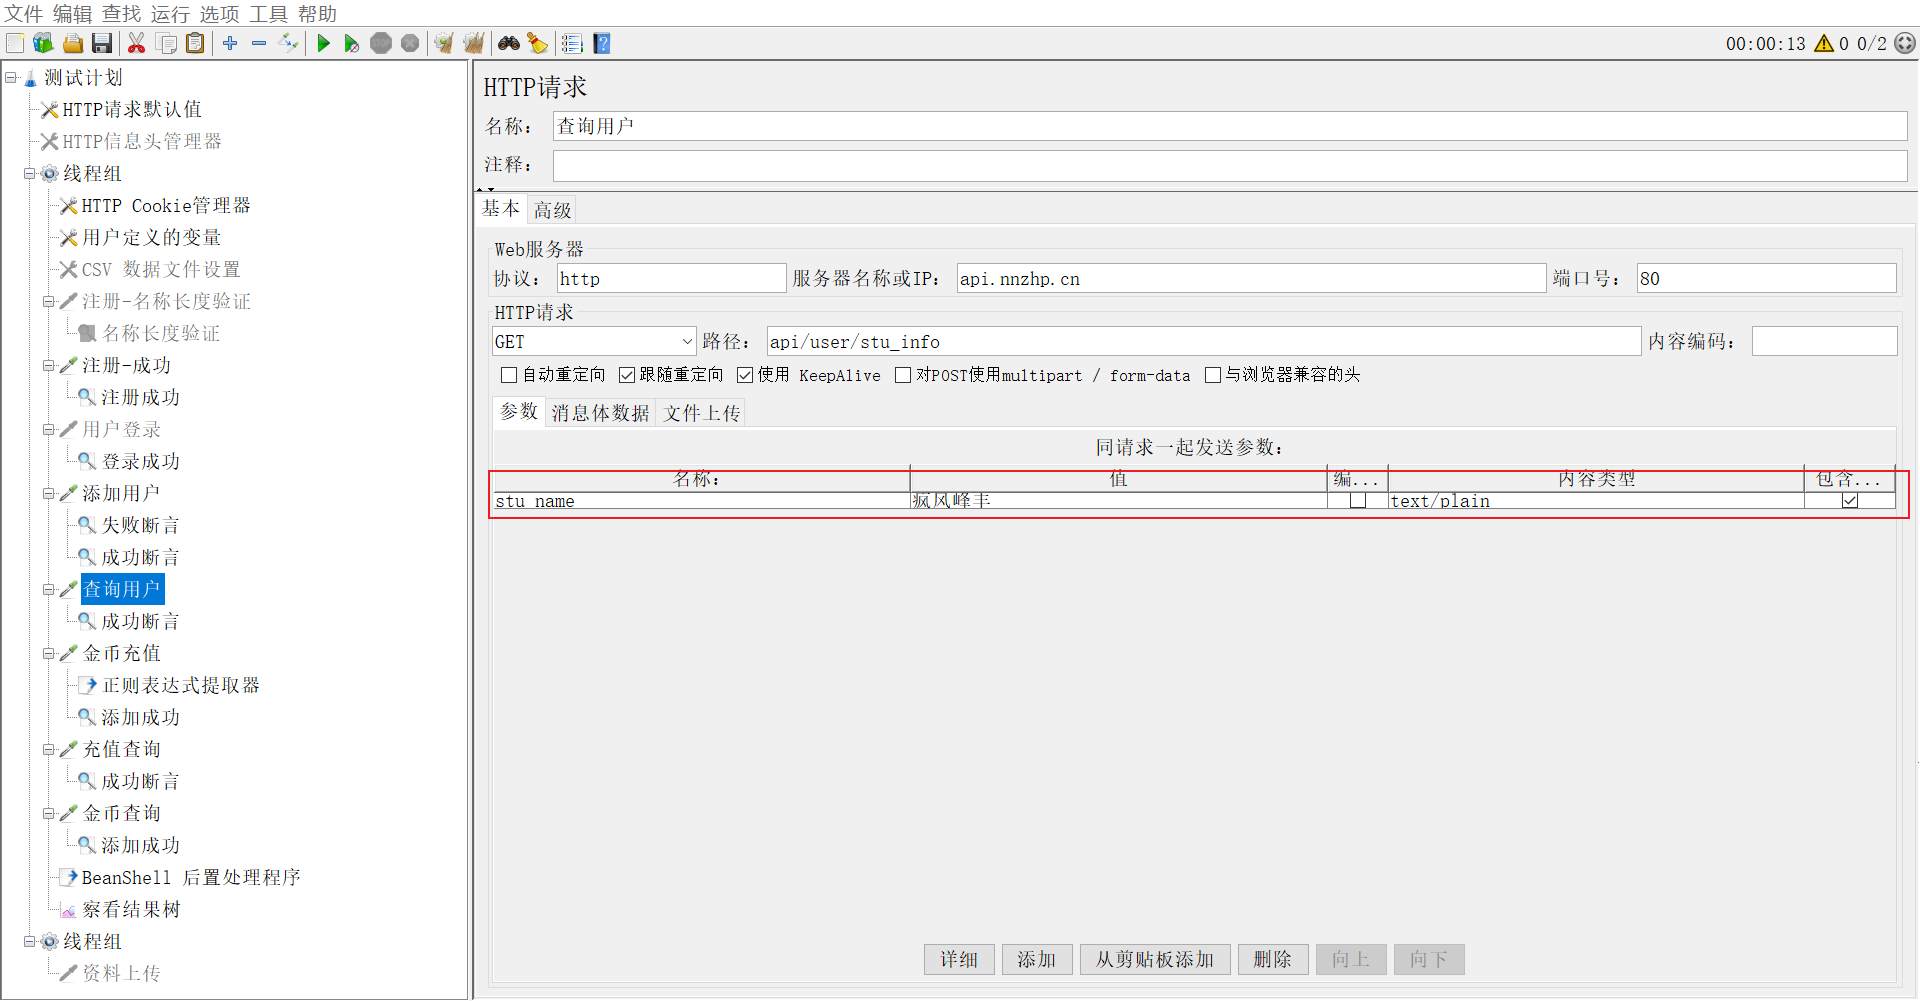 文件 编辑 查找 运行 选项 工具 帮助
00:00:13 0 0/2
测试计划
HTTP请求默认值
HTTP信息头管理器
线程组
HTTP Cookie管理器
用户定义的变量
CSV 数据文件设置
注册-名称长度验证
名称长度验证
注册-成功
注册成功
用户登录
登录成功
添加用户
失败断言
成功断言
查询用户
成功断言
金币充值
正则表达式提取器
添加成功
充值查询
成功断言
金币查询
添加成功
BeanShell 后置处理程序
察看结果树
线程组
资料上传
HTTP请求
名称： 查询用户
注释：
基本 高级
Web服务器
协议： http 服务器名称或IP： api.nnzhp.cn 端口号： 80
HTTP请求
GET 路径： api/user/stu_info 内容编码：
自动重定向 跟随重定向 使用 KeepAlive 对POST使用multipart / form-data 与浏览器兼容的头
参数 消息体数据 文件上传
同请求一起发送参数：
名称： 值 编... 内容类型 包含...
stu_name 疯风峰丰 text/plain
详细 添加 从剪贴板添加 删除 向上 向下